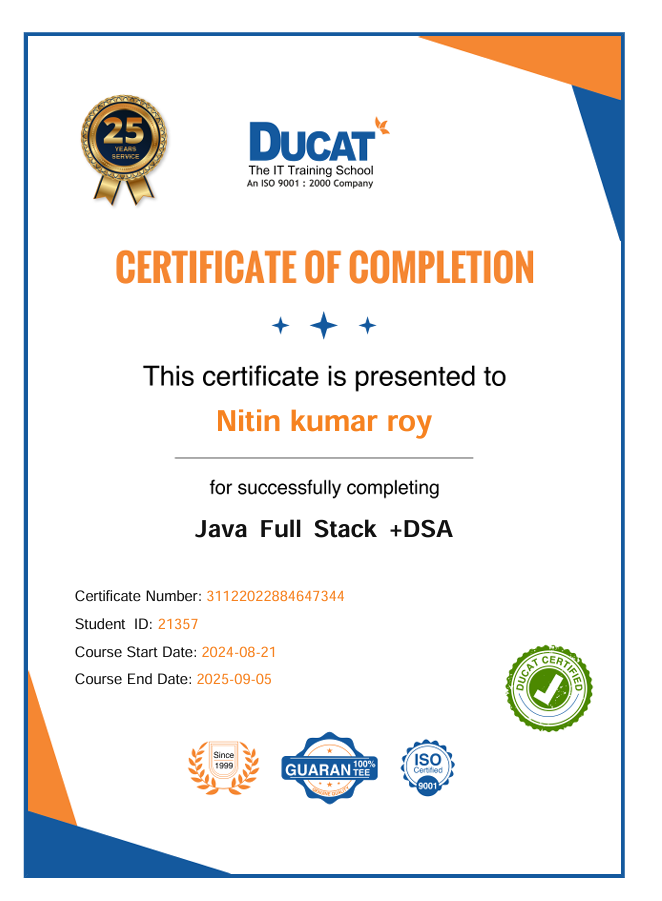 25
YEARS
SERVICE
DUCAT
The IT Training School
An ISO 9001 : 2000 Company
CERTIFICATE OF COMPLETION
This certificate is presented to
Nitin kumar roy
for successfully completing
Java Full Stack +DSA
Certificate Number: 31122022884647344
Student ID: 21357
Course Start Date: 2024-08-21
Course End Date: 2025-09-05
DUCAT CERTIFIED
Since
1999
GUARAN 100%
TEE
ISO
Certified
9001